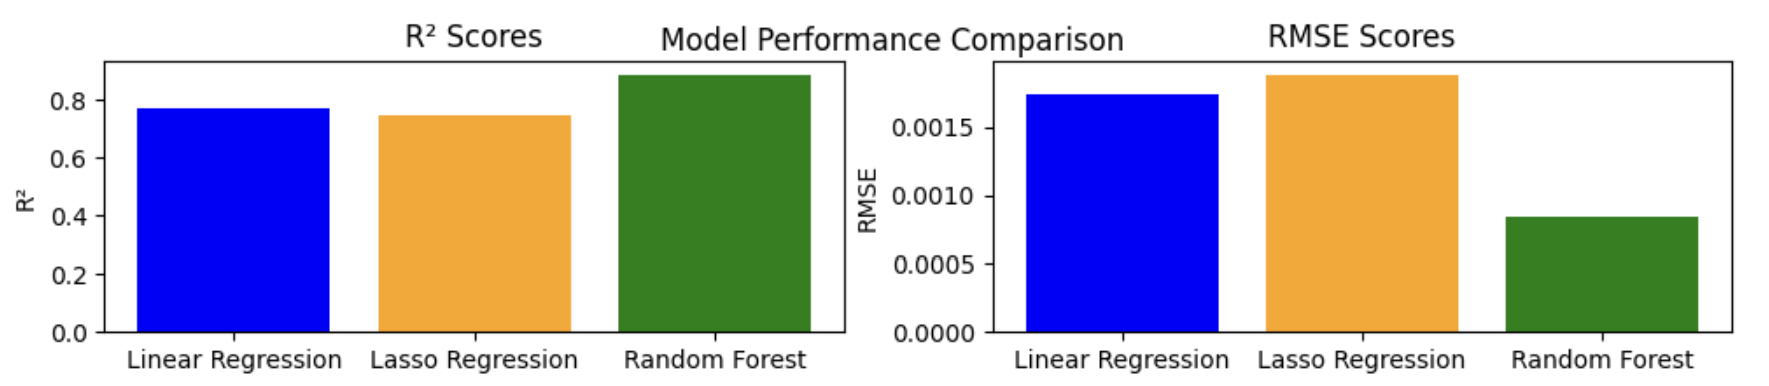 Model Performance Comparison
R² Scores
R²
0.8
0.6
0.4
0.2
0.0
Linear Regression
Lasso Regression
Random Forest
RMSE Scores
RMSE
0.0015
0.0010
0.0005
0.0000
Linear Regression
Lasso Regression
Random Forest